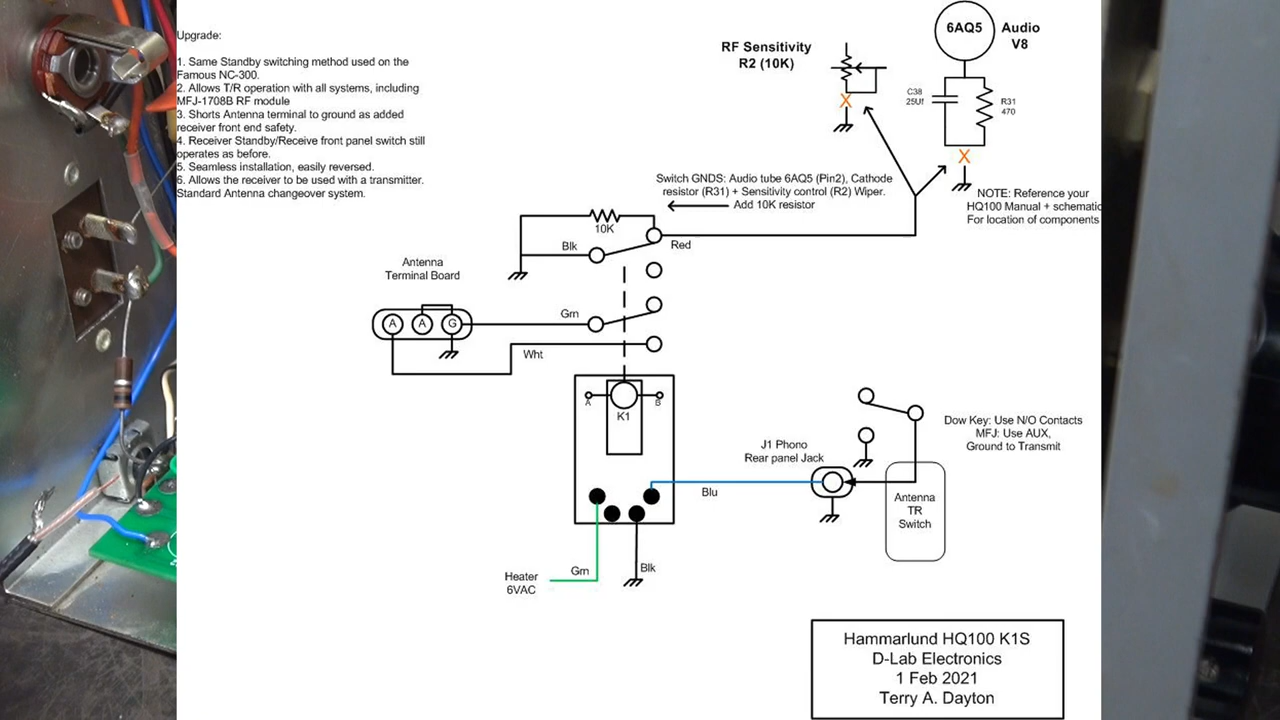 Upgrade:
1. Same Standby switching method used on the
Famous NC-300.
2. Allows T/R operation with all systems, including
MFJ-1708B RF module
3. Shorts Antenna terminal to ground as added
receiver front end safety.
4. Receiver Standby/Receive front panel switch still
operates as before.
5. Seamless installation, easily reversed.
6. Allows the receiver to be used with a transmitter.
Standard Antenna changeover system.
RF Sensitivity
R2 (10K)
X
6AQ5
Audio
V8
C38
25Uf
R31
470
X
Switch GNDS: Audio tube 6AQ5 (Pin2), Cathode
resistor (R31) + Sensitivity control (R2) Wiper.
Add 10K resistor
NOTE: Reference your
HQ100 Manual + schematic
For location of components
10K
Blk
Red
Antenna
Terminal Board
A A G
Grn
Wht
A
B
K1
J1 Phono
Rear panel Jack
Dow Key: Use N/O Contacts
MFJ: Use AUX,
Ground to Transmit
Blu
Antenna
TR
Switch
Heater
6VAC
Grn
Blk
Hammarlund HQ100 K1S
D-Lab Electronics
1 Feb 2021
Terry A. Dayton